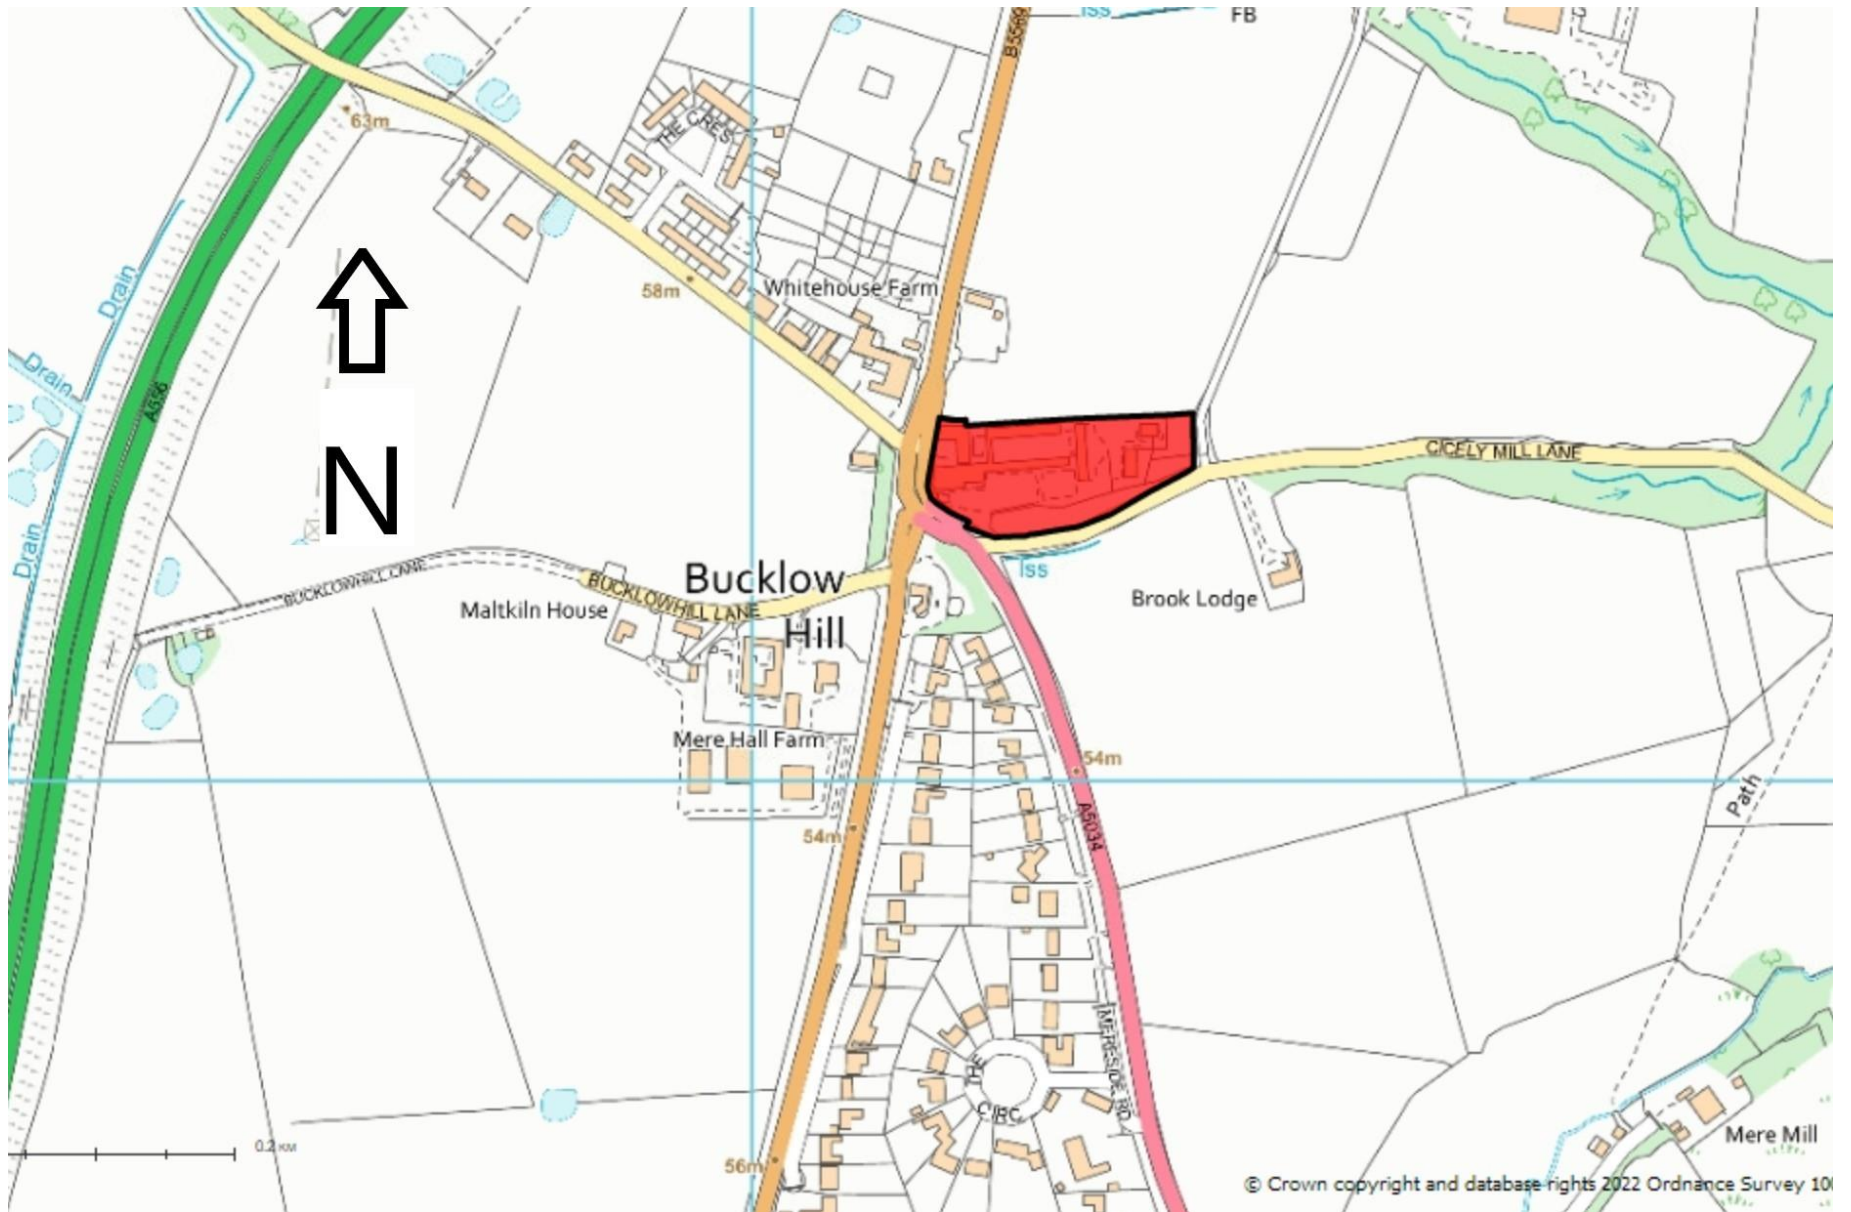 Iss
FB
B5569
63m
THE CRES
Drain
58m
Whitehouse Farm
Drain
A556
N
CICELY MILL LANE
Drain
BUCKLOWHILL LANE
BUCKLOWHILL LANE
Bucklow
Hill
Iss
Maltkiln House
Brook Lodge
Mere Hall Farm
54m
Path
54m
A5034
THE
CIRC
MERESIDE RD
0.2 KM
Mere Mill
56m
© Crown copyright and database rights 2022 Ordnance Survey